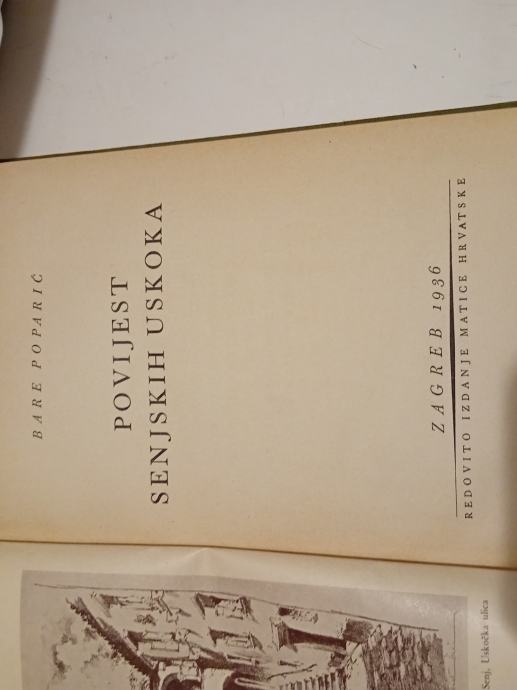 BARE POPARIĆ
POVIJEST
SENJSKIH USKOKA
ZAGREB 1936
REDOVITO IZDANJE MATICE HRVATSKE
Senj, Uskočka ulica